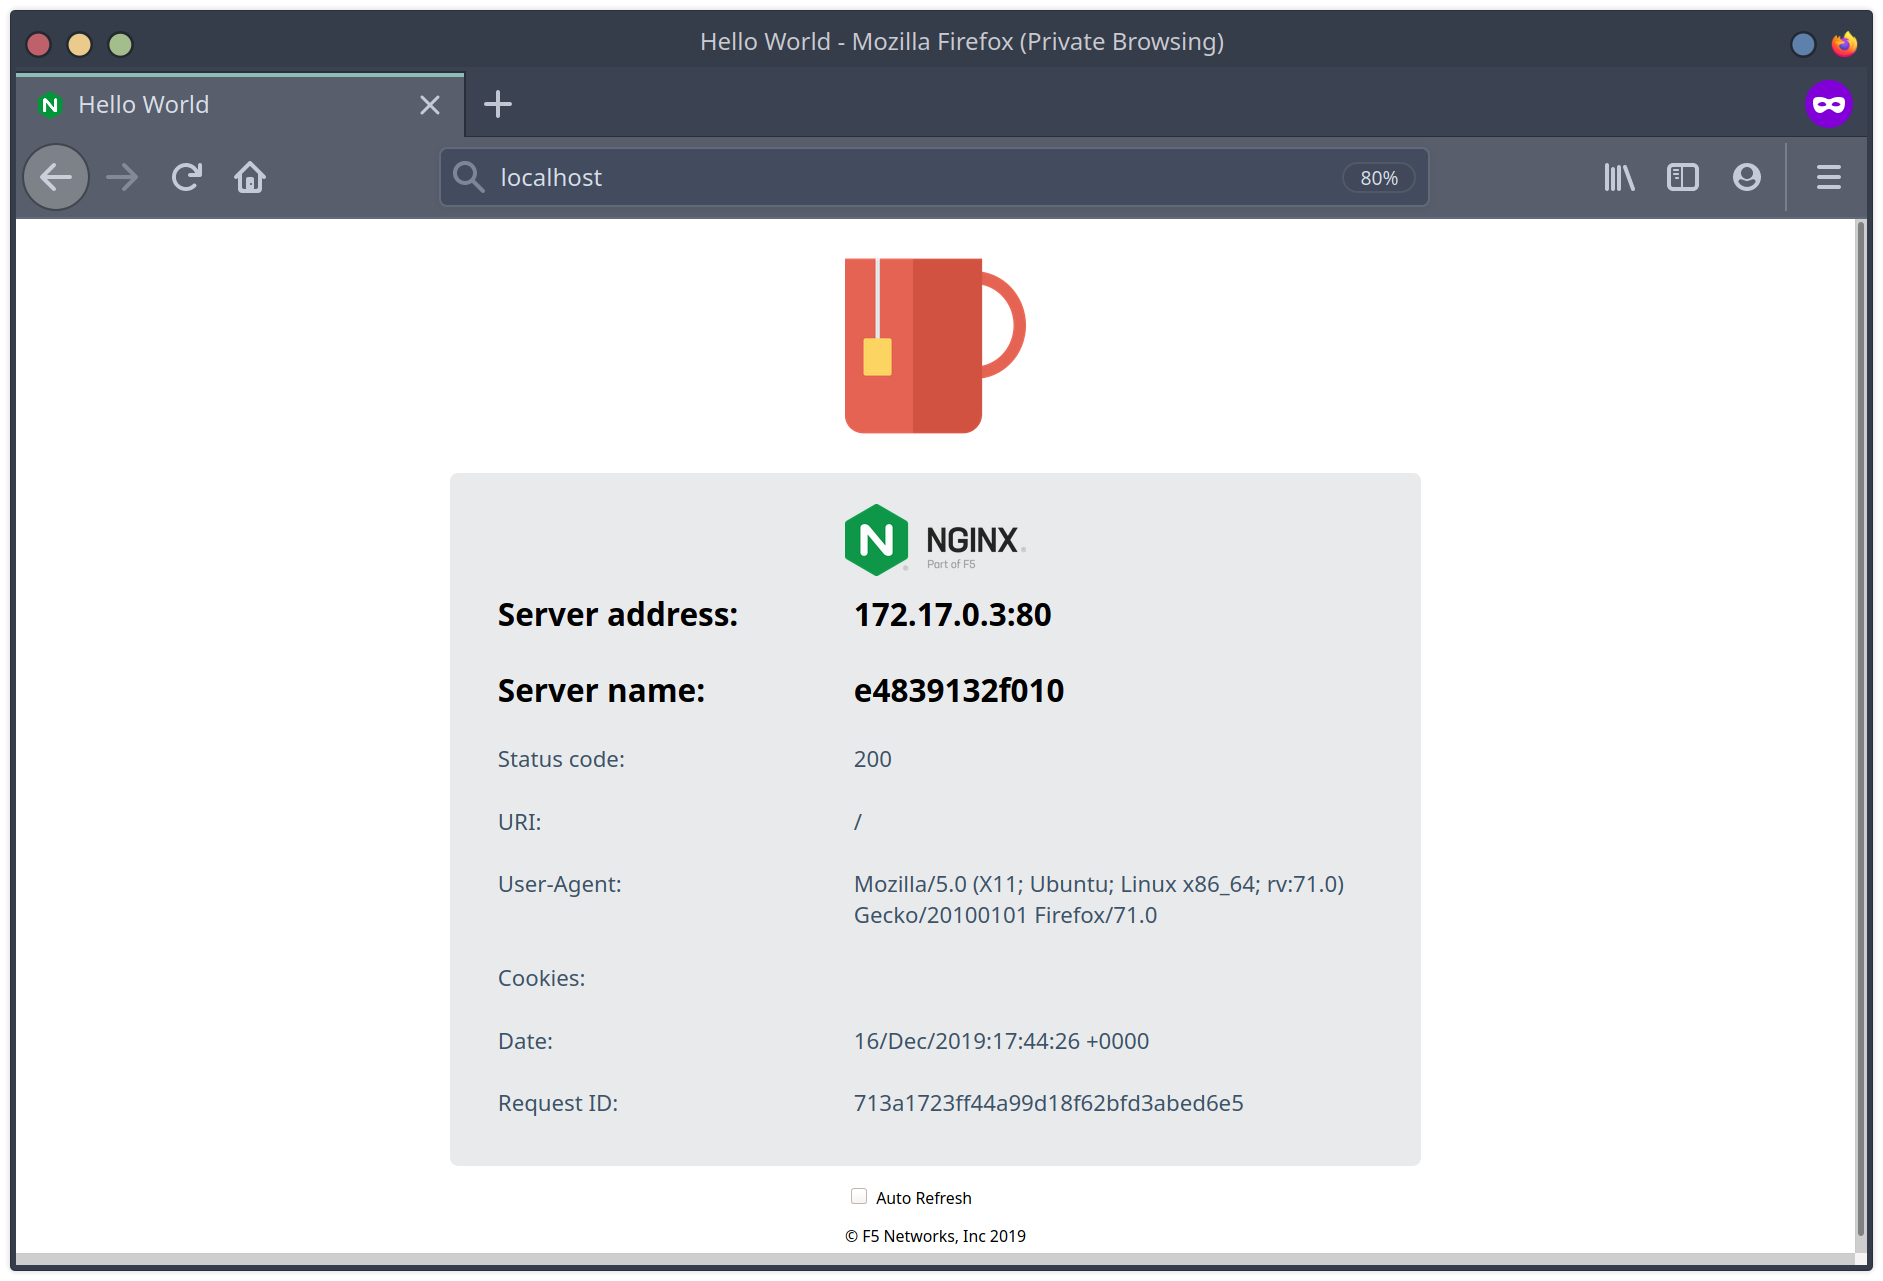 Hello World - Mozilla Firefox (Private Browsing)
N Hello World
localhost 80%
N NGINX
Part of F5
Server address: 172.17.0.3:80
Server name: e4839132f010
Status code: 200
URI: /
User-Agent: Mozilla/5.0 (X11; Ubuntu; Linux x86_64; rv:71.0)
Gecko/20100101 Firefox/71.0
Cookies:
Date: 16/Dec/2019:17:44:26 +0000
Request ID: 713a1723ff44a99d18f62bfd3abed6e5
Auto Refresh
© F5 Networks, Inc 2019